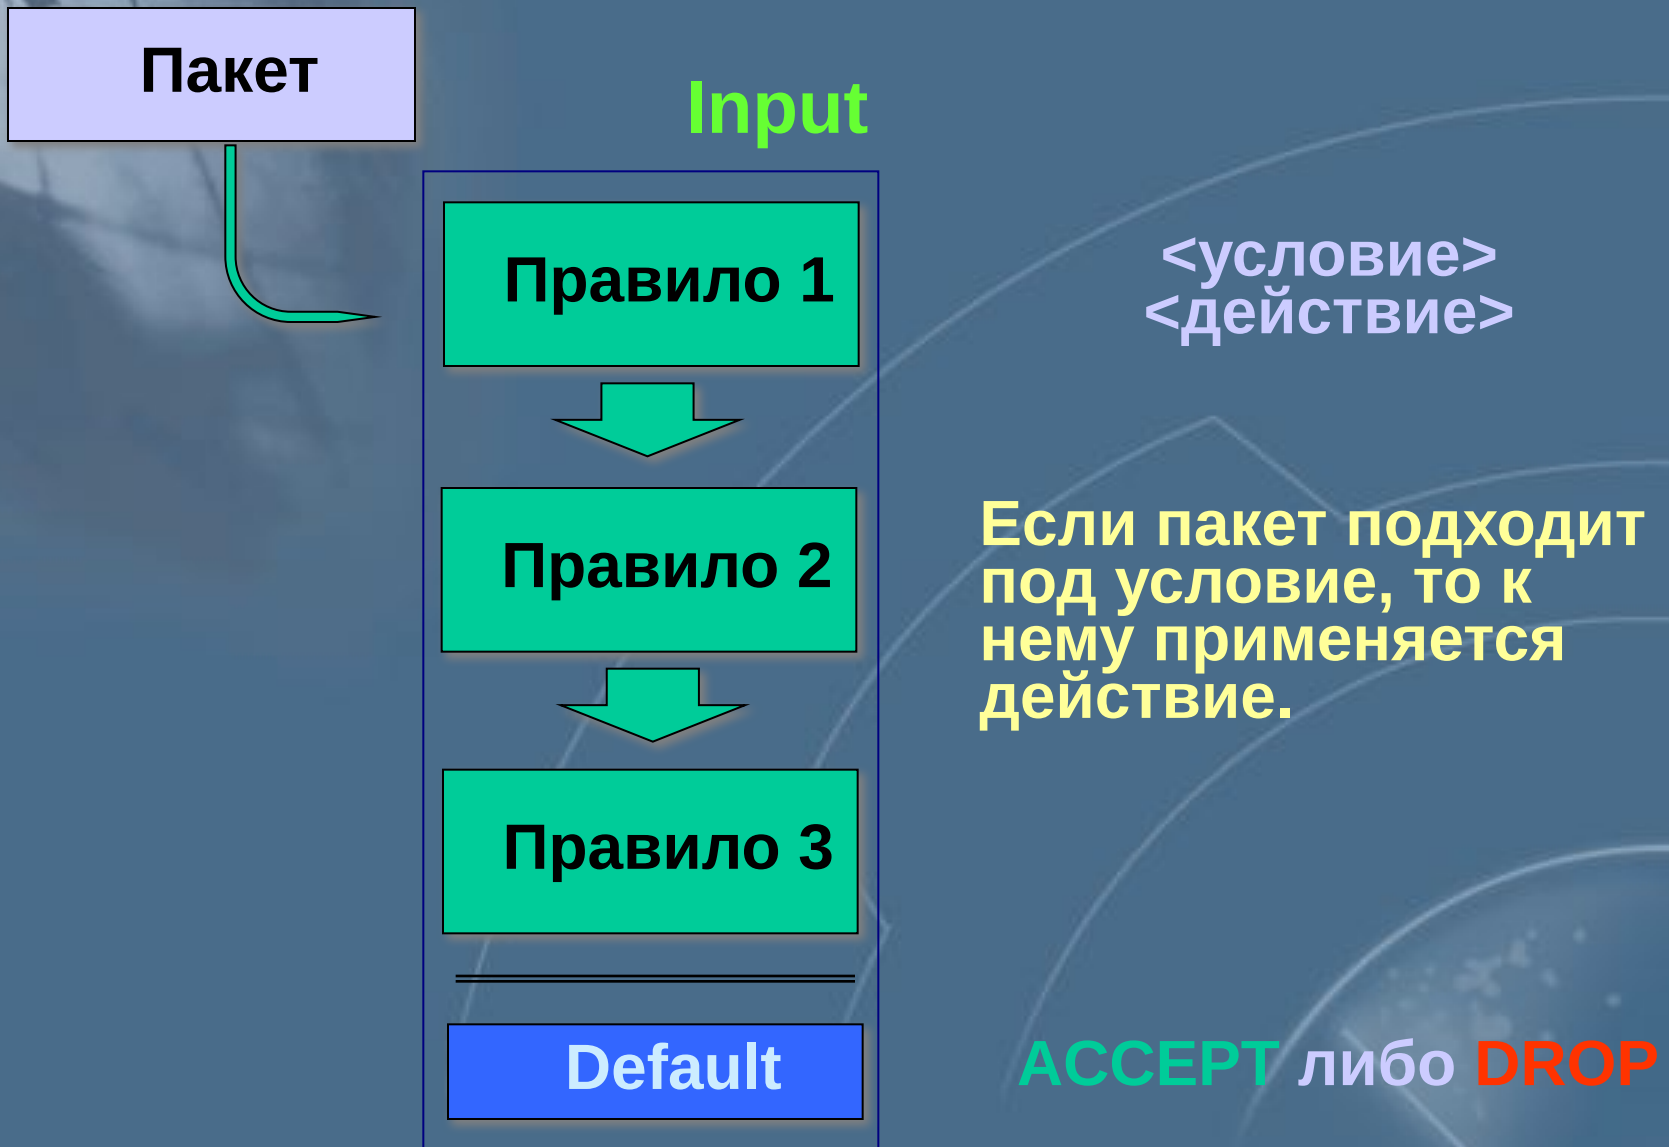 Пакет
Input
Правило 1
<условие>
<действие>
Правило 2
Если пакет подходит
под условие, то к
нему применяется
действие.
Правило 3
Default
ACCEPT либо DROP